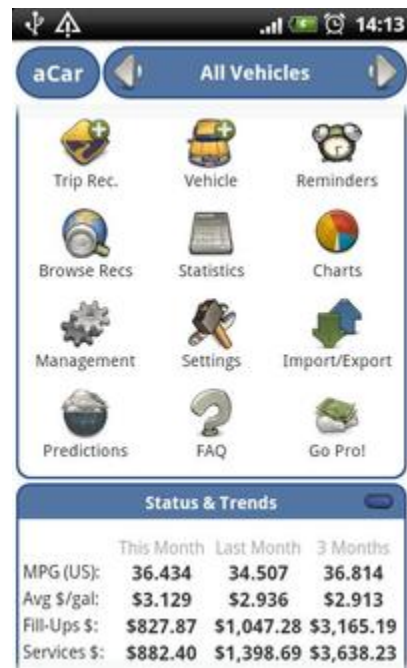 14:13
aCar
All Vehicles
Trip Rec. Vehicle Reminders
Browse Recs Statistics Charts
Management Settings Import/Export
Predictions FAQ Go Pro!
Status & Trends
This Month Last Month 3 Months
MPG (US): 36.434 34.507 36.814
Avg $/gal: $3.129 $2.936 $2.913
Fill-Ups $: $827.87 $1,047.28 $3,165.19
Services $: $882.40 $1,398.69 $3,638.23